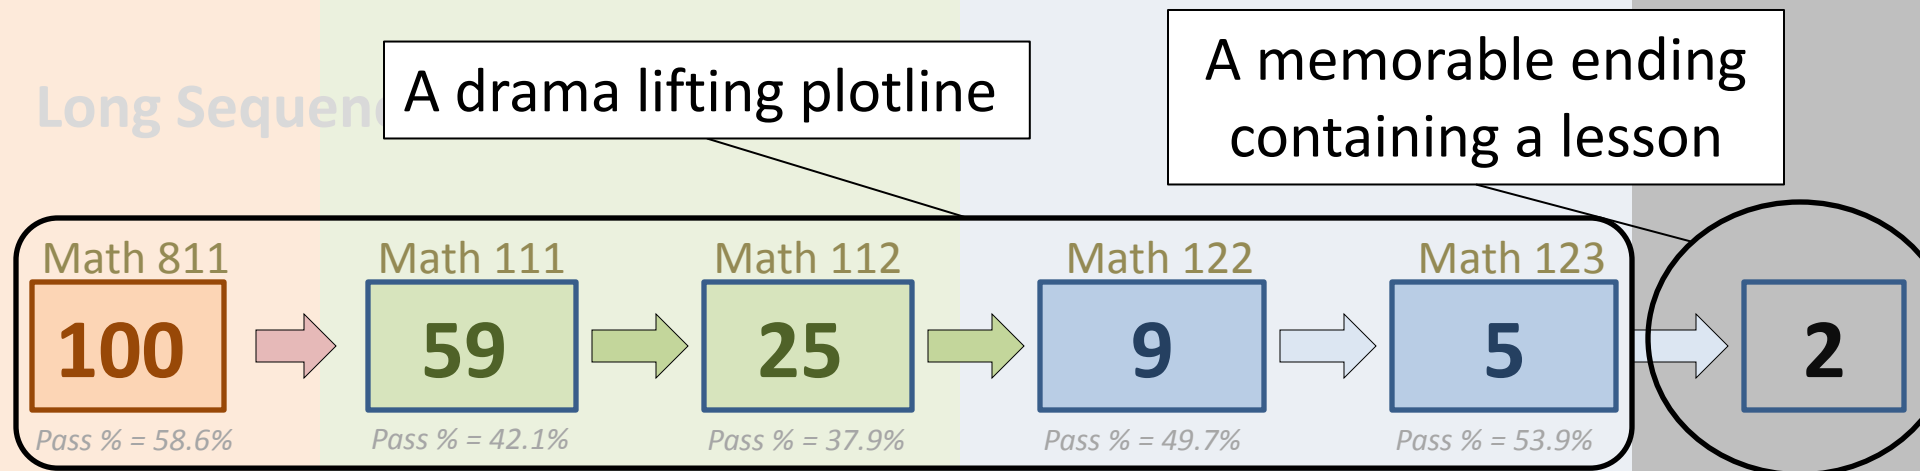 Long Sequen
A drama lifting plotline
A memorable ending
containing a lesson
Math 811
Math 111
Math 112
Math 122
Math 123
100
59
25
9
5
2
Pass % = 58.6%
Pass % = 42.1%
Pass % = 37.9%
Pass % = 49.7%
Pass % = 53.9%